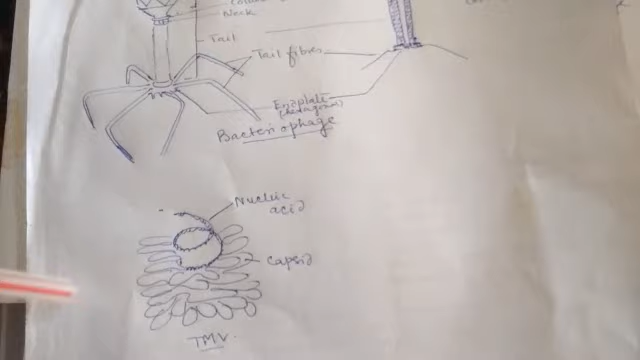 Neck
Tail
Tail fibres
Endplate
(hexagonal)
Bacteriophage
Nucleic
acid
Capsid
TMV.